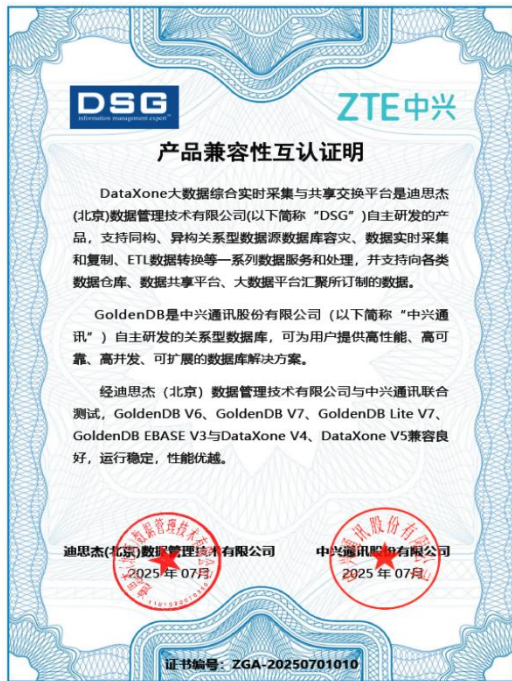 DSG
information management expert™
ZTE中兴
产品兼容性互认证明
DataXone大数据综合实时采集与共享交换平台是迪思杰
(北京)数据管理技术有限公司(以下简称“DSG”)自主研发的产
品，支持同构、异构关系型数据源数据库容灾、数据实时采集
和复制、ETL数据转换等一系列数据服务和处理，并支持向各类
数据仓库、数据共享平台、大数据平台汇聚所订制的数据。
GoldenDB是中兴通讯股份有限公司（以下简称“中兴通
讯”）自主研发的关系型数据库，可为用户提供高性能、高可
靠、高并发、可扩展的数据库解决方案。
经迪思杰（北京）数据管理技术有限公司与中兴通讯联合
测试，GoldenDB V6、GoldenDB V7、GoldenDB Lite V7、
GoldenDB EBASE V3与DataXone V4、DataXone V5兼容良
好，运行稳定，性能优越。
迪思杰(北京)数据管理技术有限公司
中兴通讯股份有限公司
2025 年 07月
2025 年 07月
证书编号：ZGA-20250701010